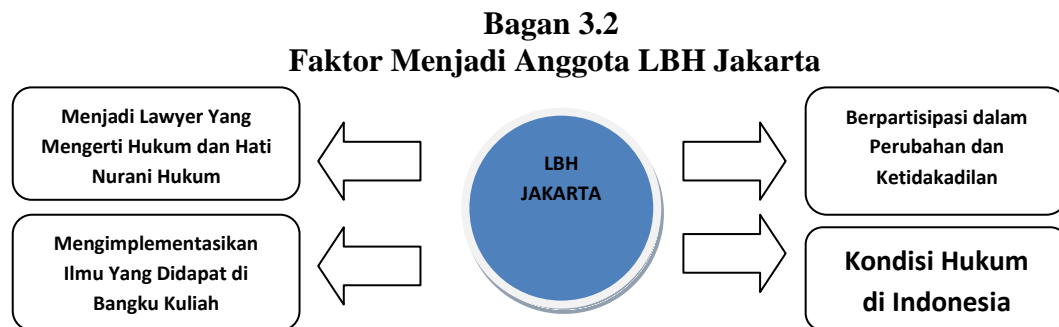 Bagan 3.2
Faktor Menjadi Anggota LBH Jakarta
Menjadi Lawyer Yang
Mengerti Hukum dan Hati
Nurani Hukum
Mengimplementasikan
Ilmu Yang Didapat di
Bangku Kuliah
LBH
JAKARTA
Berpartisipasi dalam
Perubahan dan
Ketidakadilan
Kondisi Hukum
di Indonesia